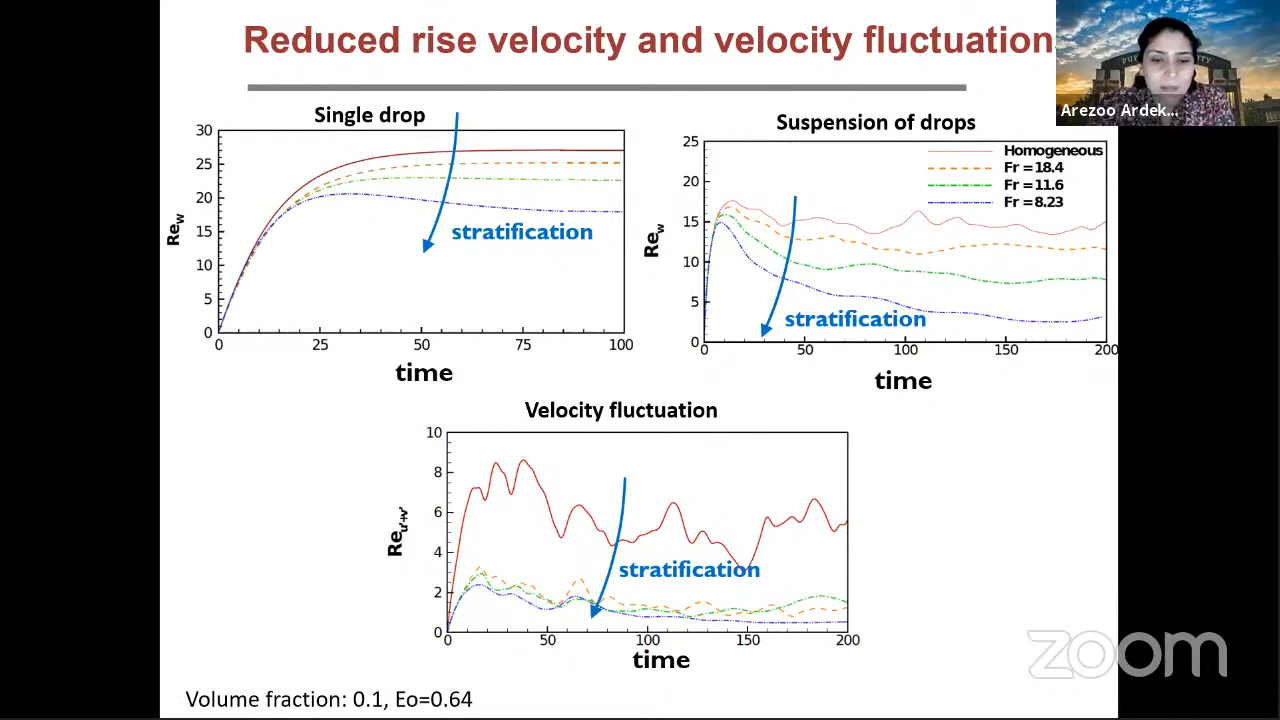 Reduced rise velocity and velocity fluctuation
Arezoo Ardek...
Single drop
30
25
20
15
10
5
0
Re_w
stratification
0 25 50 75 100
time
Suspension of drops
25
20
15
10
5
0
Re_w
Homogeneous
Fr = 18.4
Fr = 11.6
Fr = 8.23
stratification
0 50 100 150 200
time
Velocity fluctuation
10
8
6
4
2
0
Re_u'+v'
stratification
0 50 100 150 200
time
zoom
Volume fraction: 0.1, Eo=0.64